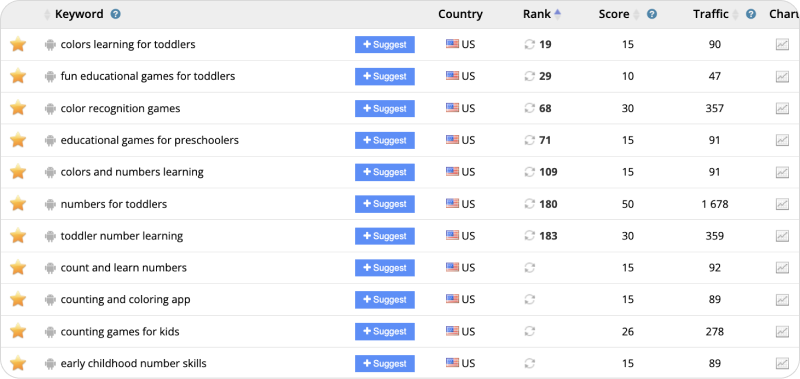 Keyword ? Country Rank Score ? Traffic ? Char
colors learning for toddlers + Suggest US 19 15 90
fun educational games for toddlers + Suggest US 29 10 47
color recognition games + Suggest US 68 30 357
educational games for preschoolers + Suggest US 71 15 91
colors and numbers learning + Suggest US 109 15 91
numbers for toddlers + Suggest US 180 50 1 678
toddler number learning + Suggest US 183 30 359
count and learn numbers + Suggest US 15 92
counting and coloring app + Suggest US 15 89
counting games for kids + Suggest US 26 278
early childhood number skills + Suggest US 15 89